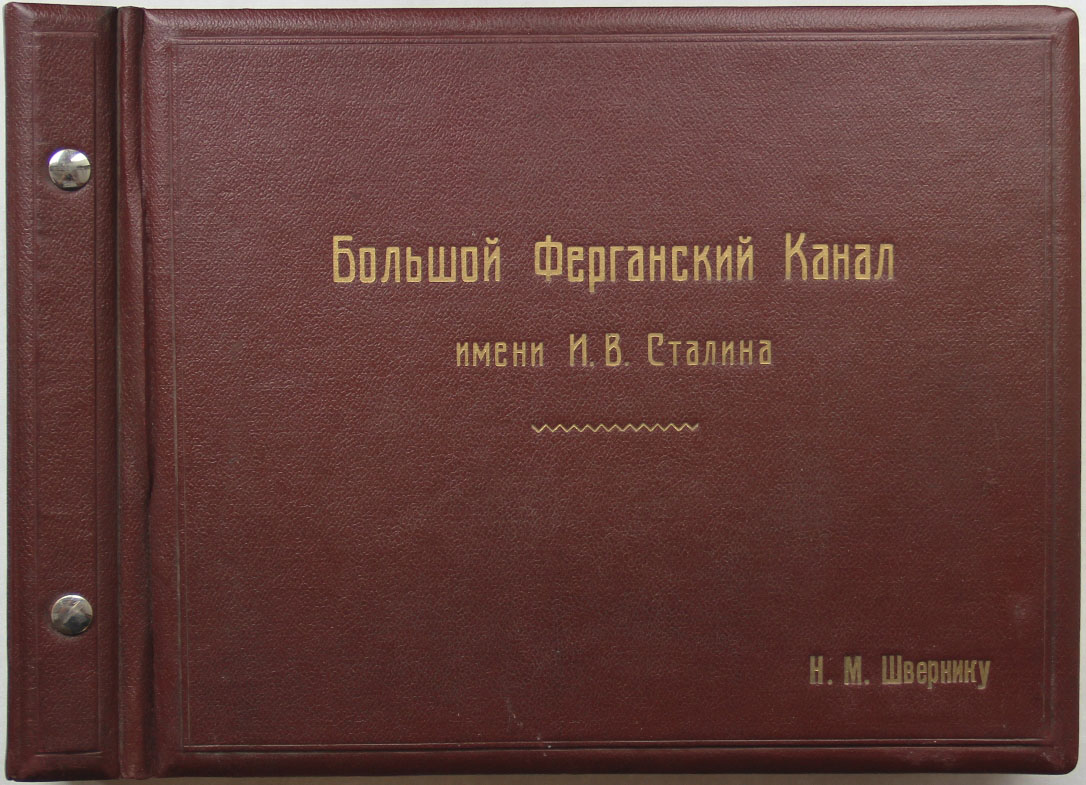 Большой Ферганский Канал
имени И. В. Сталина
Н. М. Швернику